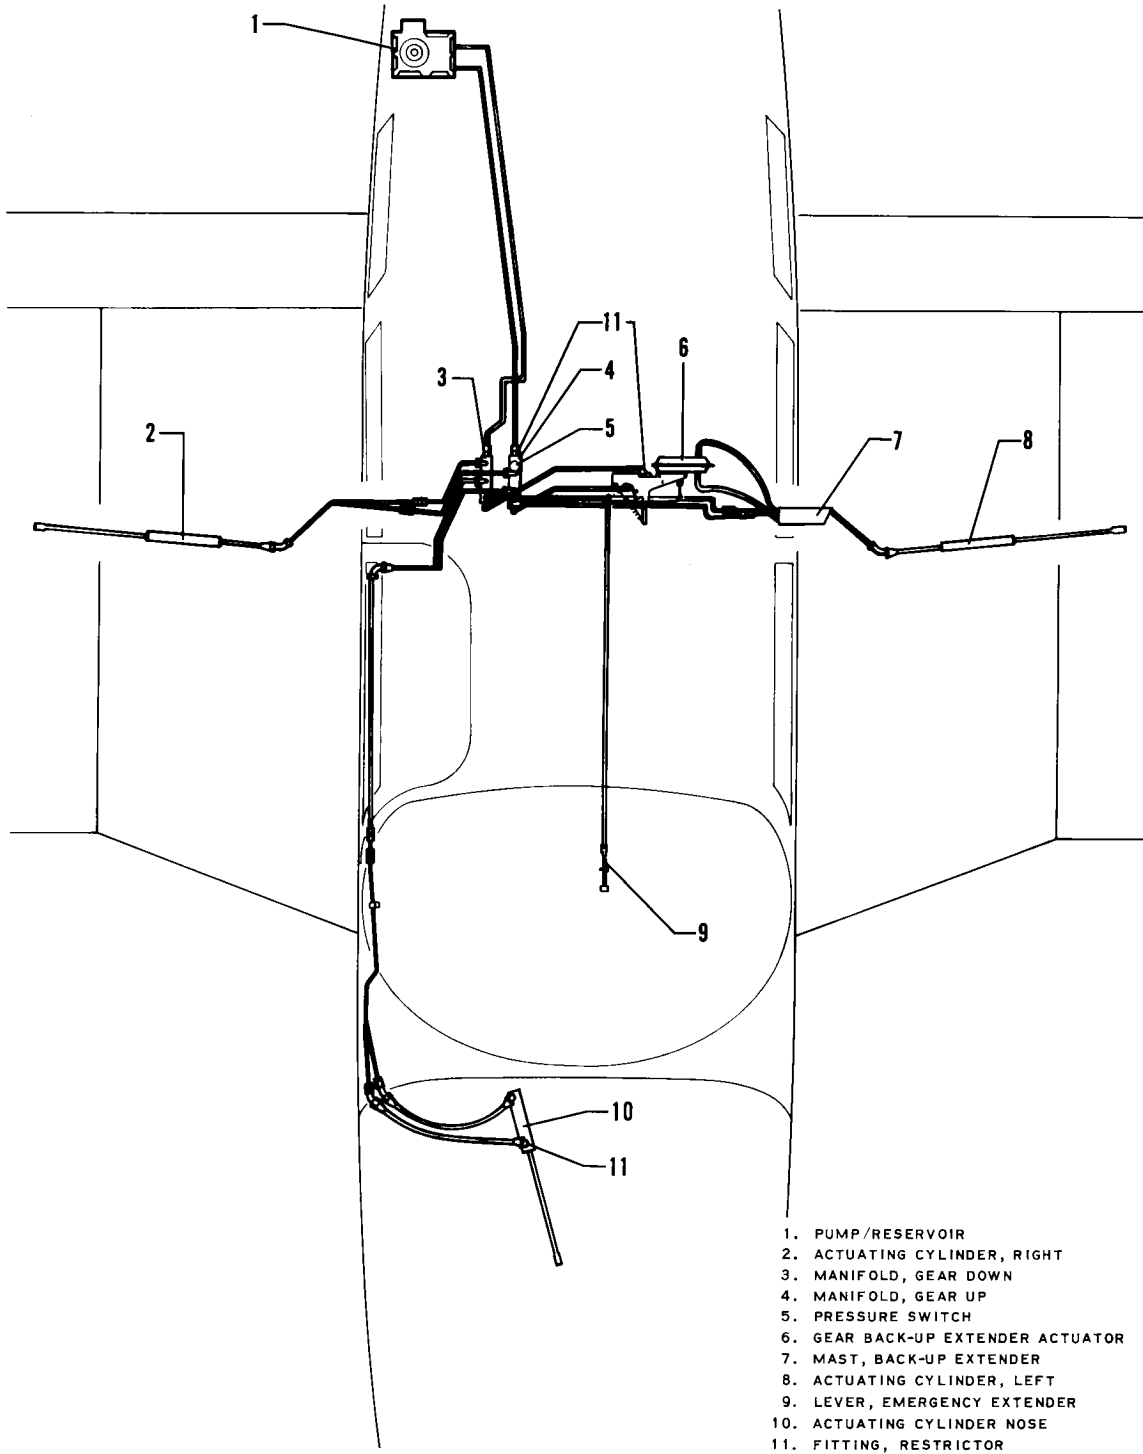 1
11
6
3
4
2
5
7
8
9
10
11
1. PUMP/RESERVOIR
2. ACTUATING CYLINDER, RIGHT
3. MANIFOLD, GEAR DOWN
4. MANIFOLD, GEAR UP
5. PRESSURE SWITCH
6. GEAR BACK-UP EXTENDER ACTUATOR
7. MAST, BACK-UP EXTENDER
8. ACTUATING CYLINDER, LEFT
9. LEVER, EMERGENCY EXTENDER
10. ACTUATING CYLINDER NOSE
11. FITTING, RESTRICTOR